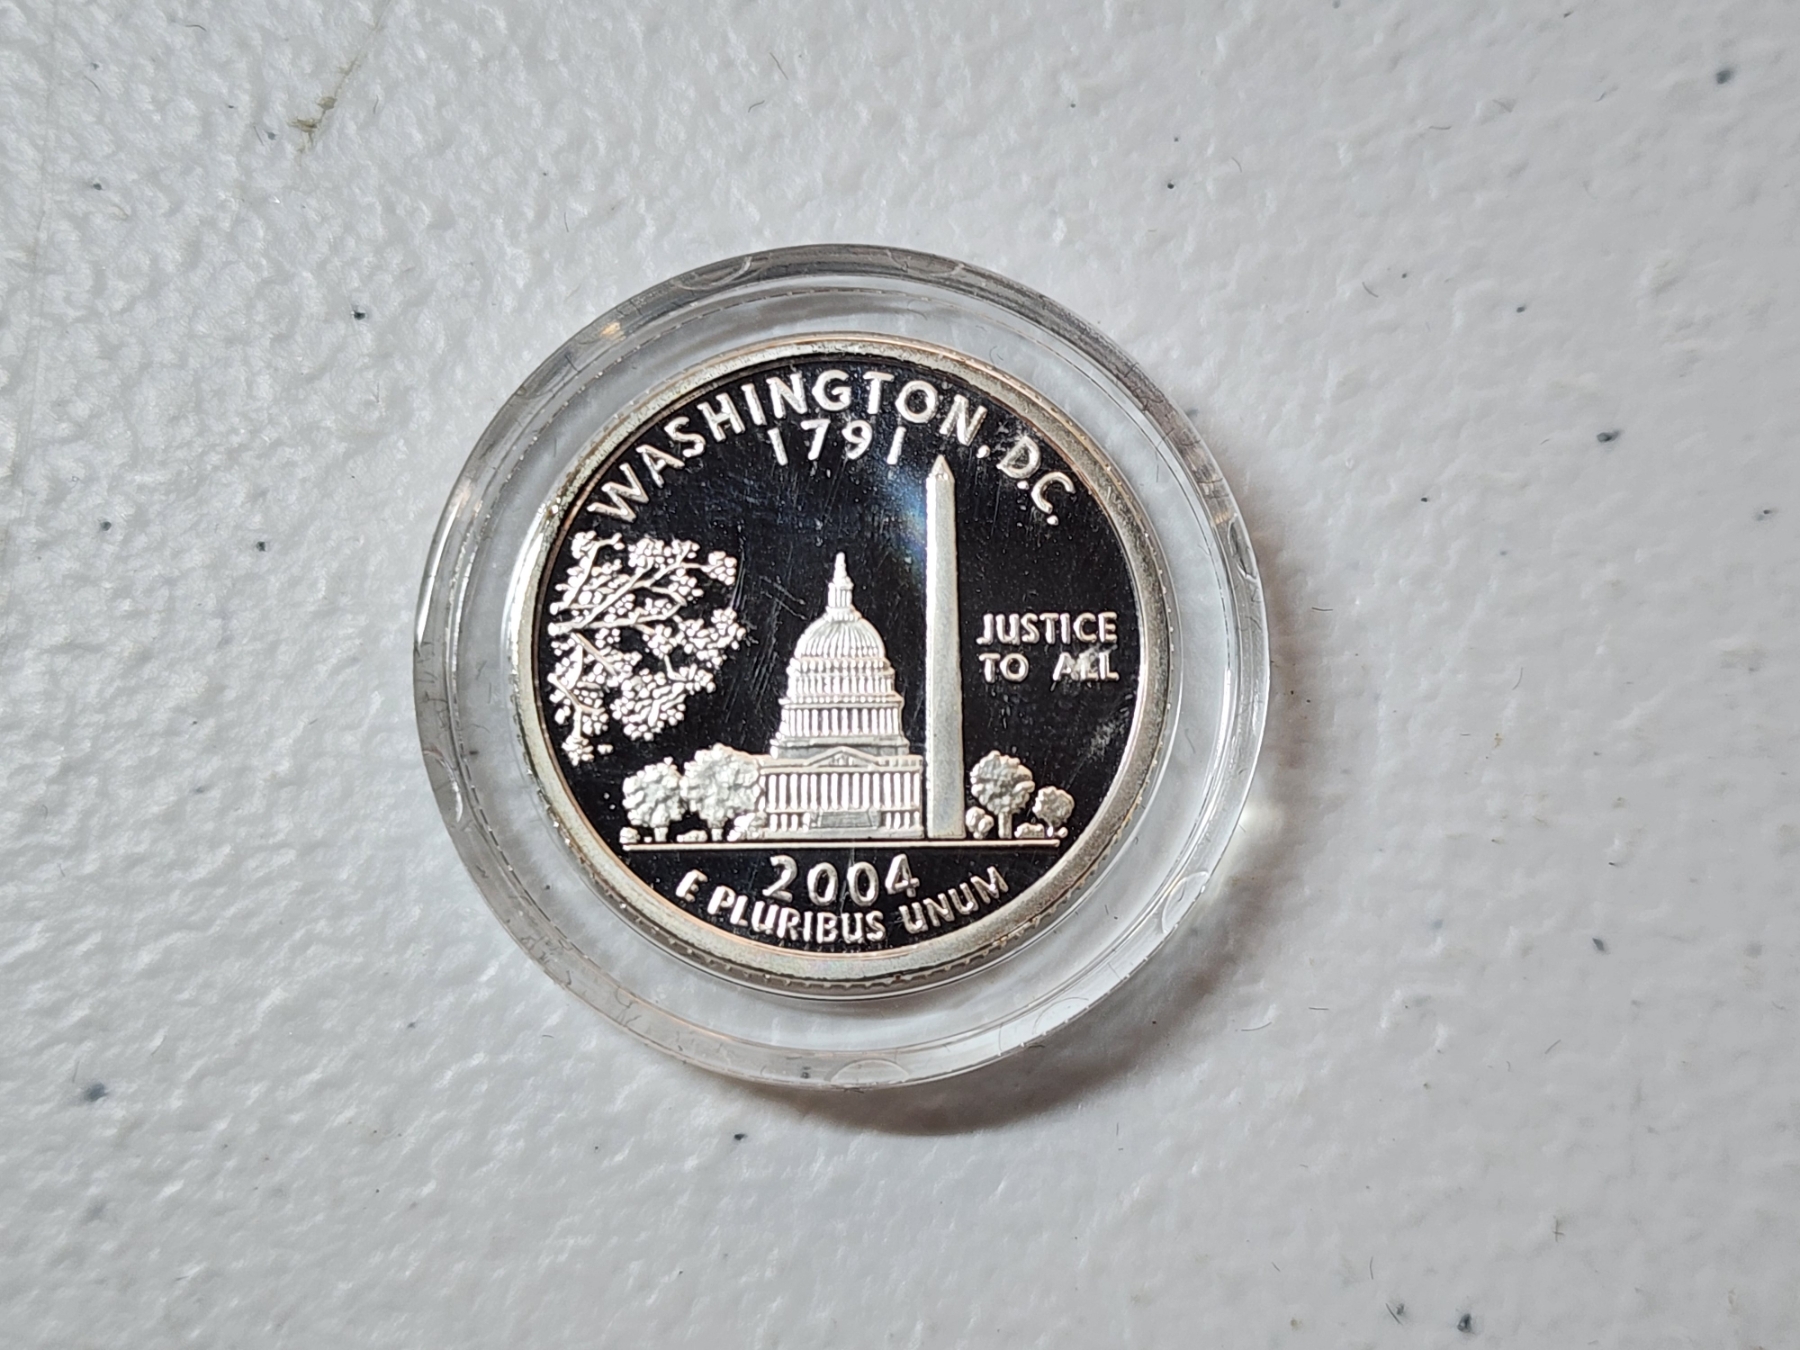 WASHINGTON, D.C.
1791
JUSTICE
TO ALL
2004
E PLURIBUS UNUM